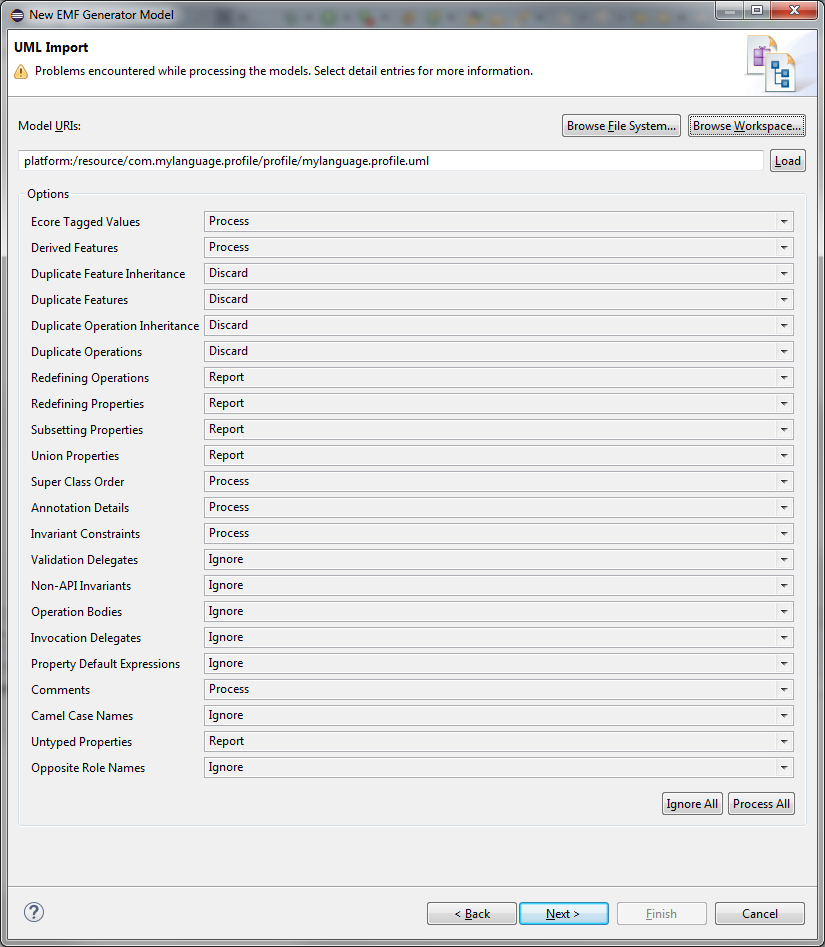 New EMF Generator Model
UML Import
Problems encountered while processing the models. Select detail entries for more information.
Model URIs:
Browse File System...
Browse Workspace...
platform:/resource/com.mylanguage.profile/profile/mylanguage.profile.uml
Load
Options
Ecore Tagged Values Process
Derived Features Process
Duplicate Feature Inheritance Discard
Duplicate Features Discard
Duplicate Operation Inheritance Discard
Duplicate Operations Discard
Redefining Operations Report
Redefining Properties Report
Subsetting Properties Report
Union Properties Report
Super Class Order Process
Annotation Details Process
Invariant Constraints Process
Validation Delegates Ignore
Non-API Invariants Ignore
Operation Bodies Ignore
Invocation Delegates Ignore
Property Default Expressions Ignore
Comments Process
Camel Case Names Ignore
Untyped Properties Report
Opposite Role Names Ignore
Ignore All
Process All
?
< Back
Next >
Finish
Cancel